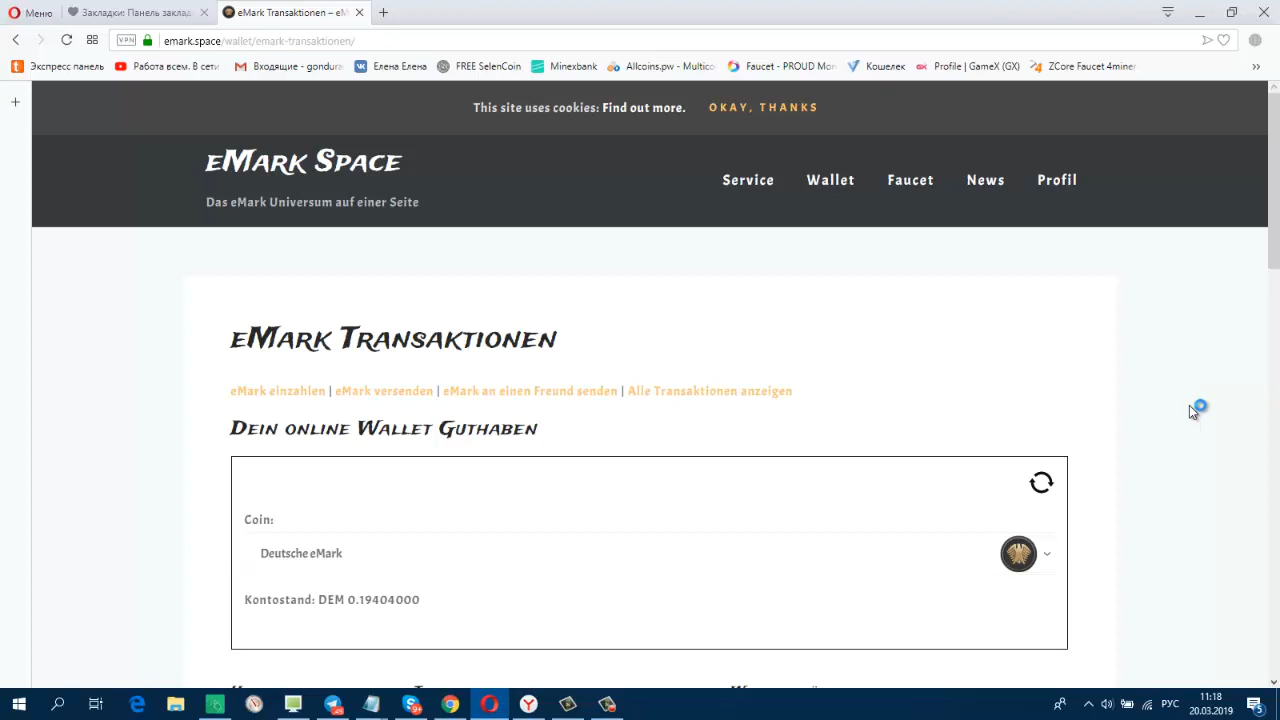 Меню
Закладки: Панель заклад
eMark Transaktionen – eM
VPN
emark.space/wallet/emark-transaktionen/
Экспресс панель
Работа всем. В сети
Входящие - gondura
Елена Елена
FREE SelenCoin
Minexbank
Allcoins.pw - Multico
Faucet - PROUD Mon
Кошелек
Profile | GameX (GX)
ZCore Faucet 4miner
This site uses cookies: Find out more.
OKAY, THANKS
eMark Space
Das eMark Universum auf einer Seite
Service
Wallet
Faucet
News
Profil
eMark Transaktionen
eMark einzahlen | eMark versenden | eMark an einen Freund senden | Alle Transaktionen anzeigen
Dein online Wallet Guthaben
Coin:
Deutsche eMark
Kontostand: DEM 0.19404000
РУС
11:18
20.03.2019